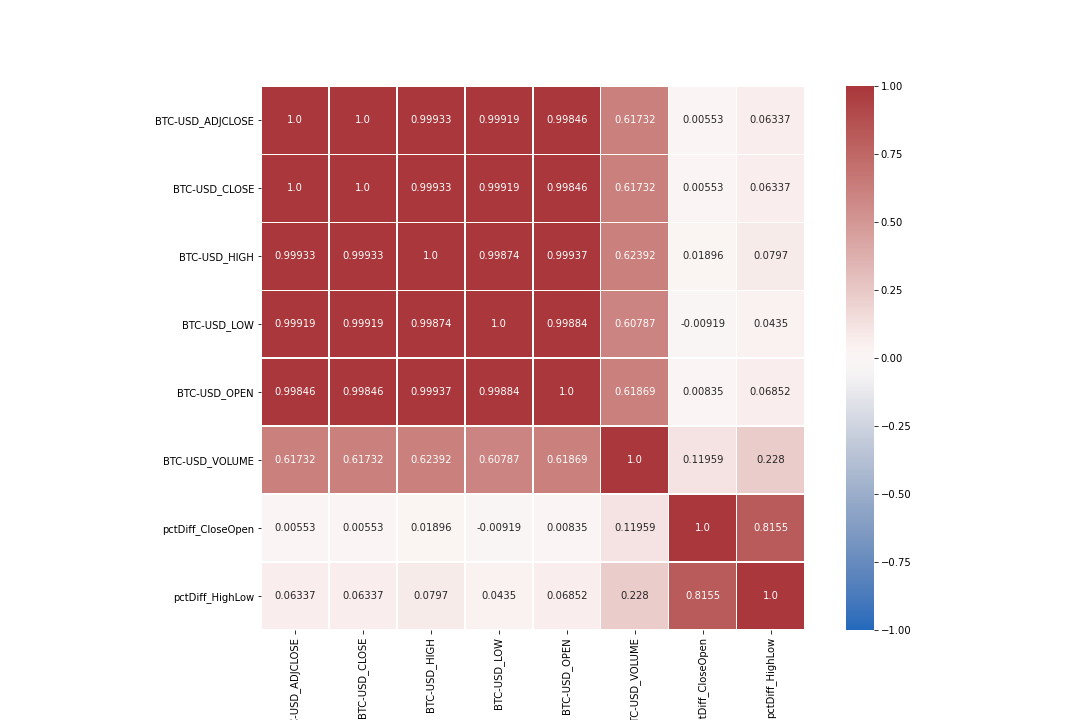 BTC-USD_ADJCLOSE 1.0 1.0 0.99933 0.99919 0.99846 0.61732 0.00553 0.06337
BTC-USD_CLOSE 1.0 1.0 0.99933 0.99919 0.99846 0.61732 0.00553 0.06337
BTC-USD_HIGH 0.99933 0.99933 1.0 0.99874 0.99937 0.62392 0.01896 0.0797
BTC-USD_LOW 0.99919 0.99919 0.99874 1.0 0.99884 0.60787 -0.00919 0.0435
BTC-USD_OPEN 0.99846 0.99846 0.99937 0.99884 1.0 0.61869 0.00835 0.06852
BTC-USD_VOLUME 0.61732 0.61732 0.62392 0.60787 0.61869 1.0 0.11959 0.228
pctDiff_CloseOpen 0.00553 0.00553 0.01896 -0.00919 0.00835 0.11959 1.0 0.8155
pctDiff_HighLow 0.06337 0.06337 0.0797 0.0435 0.06852 0.228 0.8155 1.0
-USD_ADJCLOSE
BTC-USD_CLOSE
BTC-USD_HIGH
BTC-USD_LOW
BTC-USD_OPEN
TC-USD_VOLUME
tDiff_CloseOpen
pctDiff_HighLow
1.00
0.75
0.50
0.25
0.00
−0.25
−0.50
−0.75
−1.00